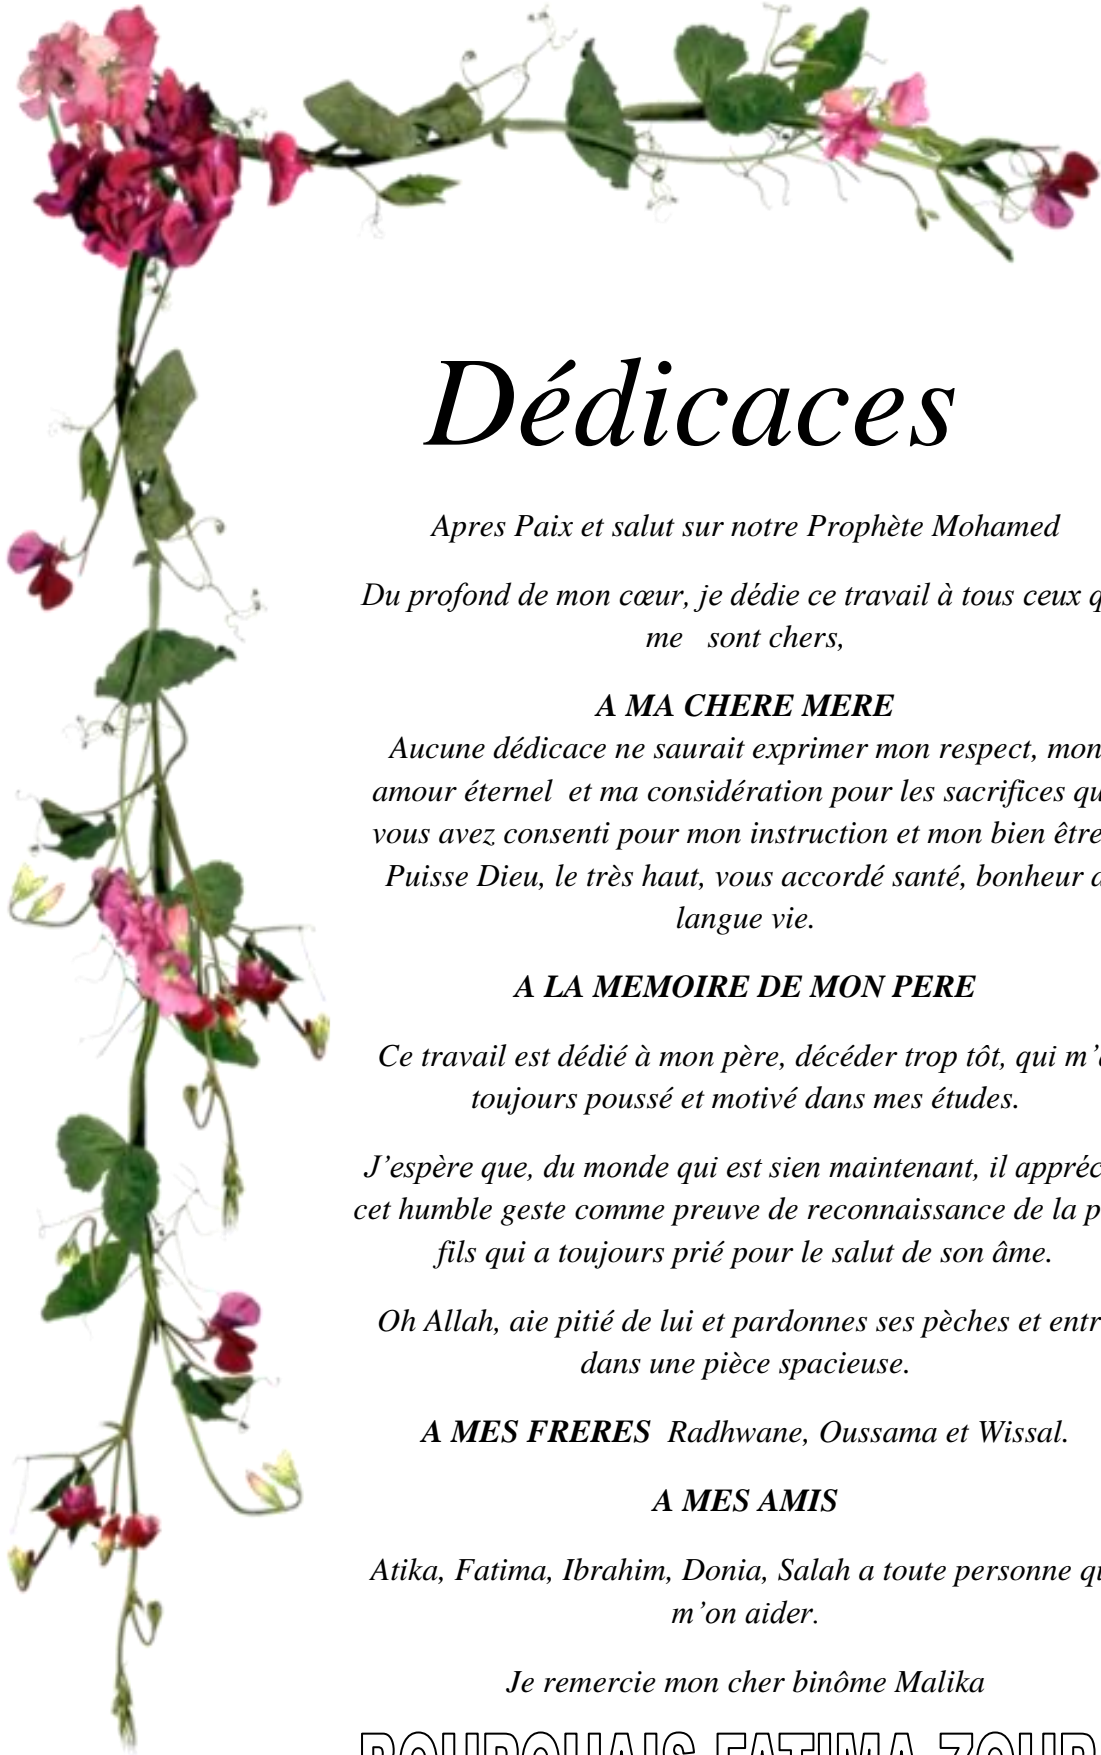 Dédicaces
Apres Paix et salut sur notre Prophète Mohamed
Du profond de mon cœur, je dédie ce travail à tous ceux
me sont chers,
A MA CHERE MERE
Aucune dédicace ne saurait exprimer mon respect, mon
amour éternel et ma considération pour les sacrifices
vous avez consenti pour mon instruction et mon bien être
Puisse Dieu, le très haut, vous accordé santé, bonheur
langue vie.
A LA MEMOIRE DE MON PERE
Ce travail est dédié à mon père, décéder trop tôt, qui
toujours poussé et motivé dans mes études.
J’espère que, du monde qui est sien maintenant, il
cet humble geste comme preuve de reconnaissance de la
fils qui a toujours prié pour le salut de son âme.
Oh Allah, aie pitié de lui et pardonnes ses pèches et
dans une pièce spacieuse.
A MES FRERES Radhwane, Oussama et Wissal.
A MES AMIS
Atika, Fatima, Ibrahim, Donia, Salah a toute personne
m’on aider.
Je remercie mon cher binôme Malika
FATIMA